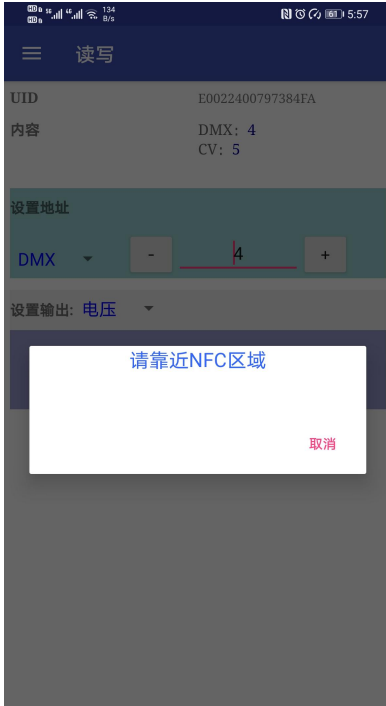 134
B/s
61
5:57
读写
UID E0022400797384FA
内容 DMX: 4
CV: 5
设置地址
DMX - 4 +
设置输出: 电压
请靠近NFC区域
取消